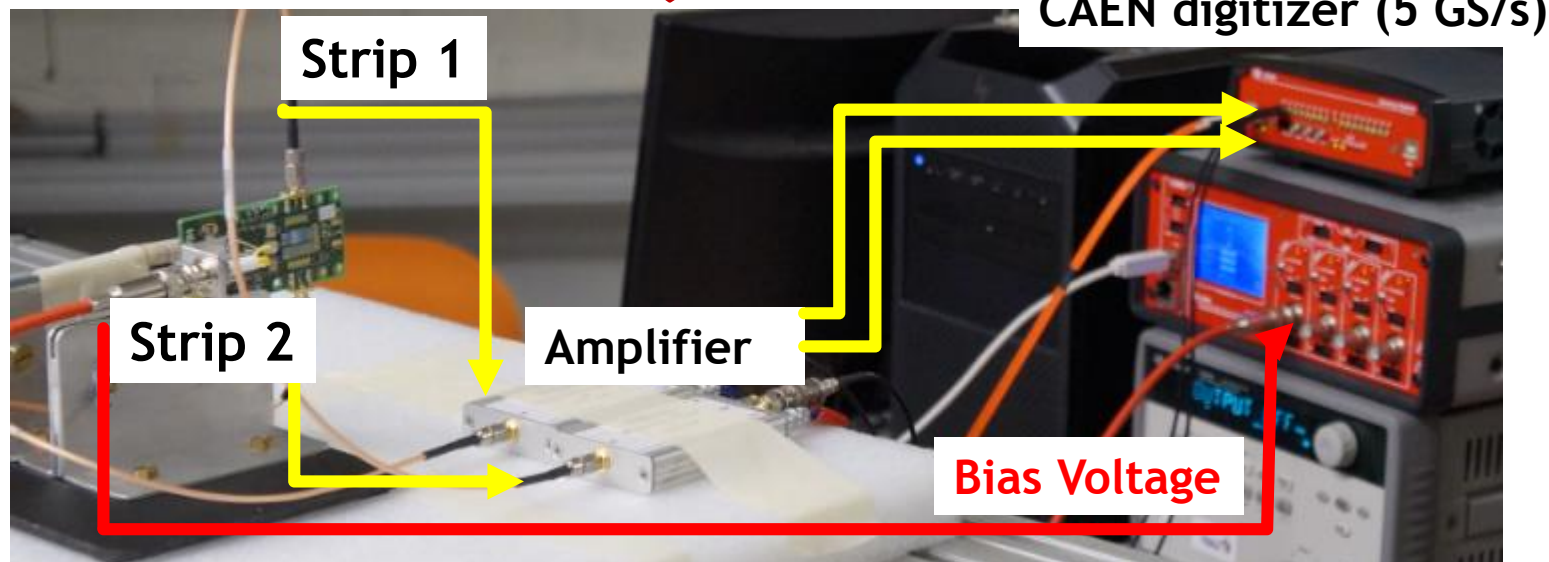 CAEN digitizer (5 GS/s)
Strip 1
Strip 2
Amplifier
Bias Voltage